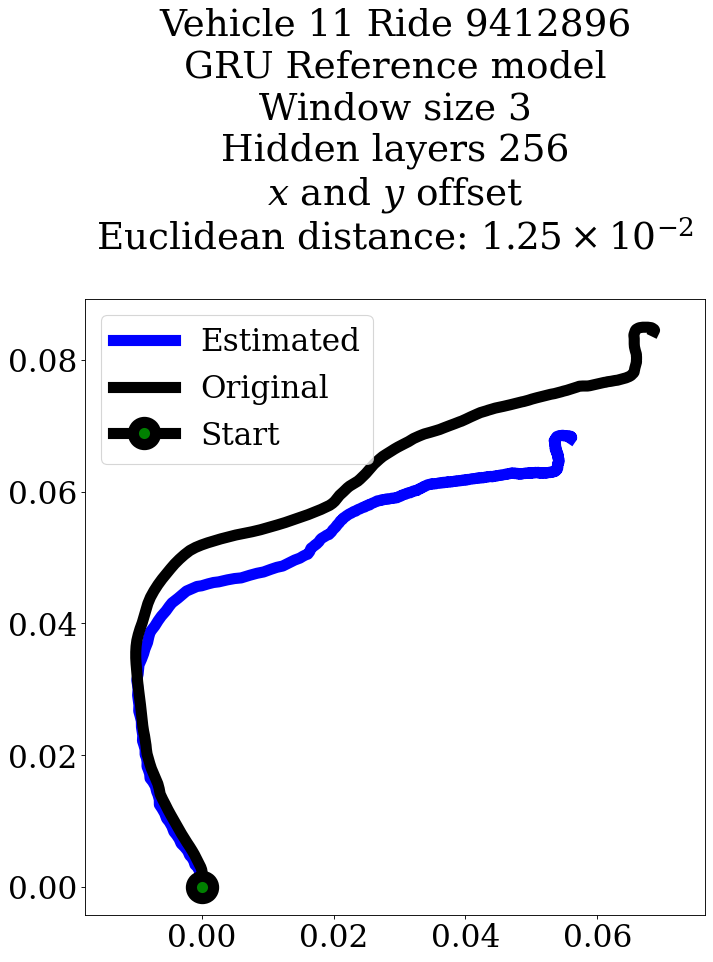 Vehicle 11 Ride 9412896
GRU Reference model
Window size 3
Hidden layers 256
x and y offset
Euclidean distance: 1.25 × 10⁻²
Estimated
Original
Start
0.08
0.06
0.04
0.02
0.00
0.00 0.02 0.04 0.06